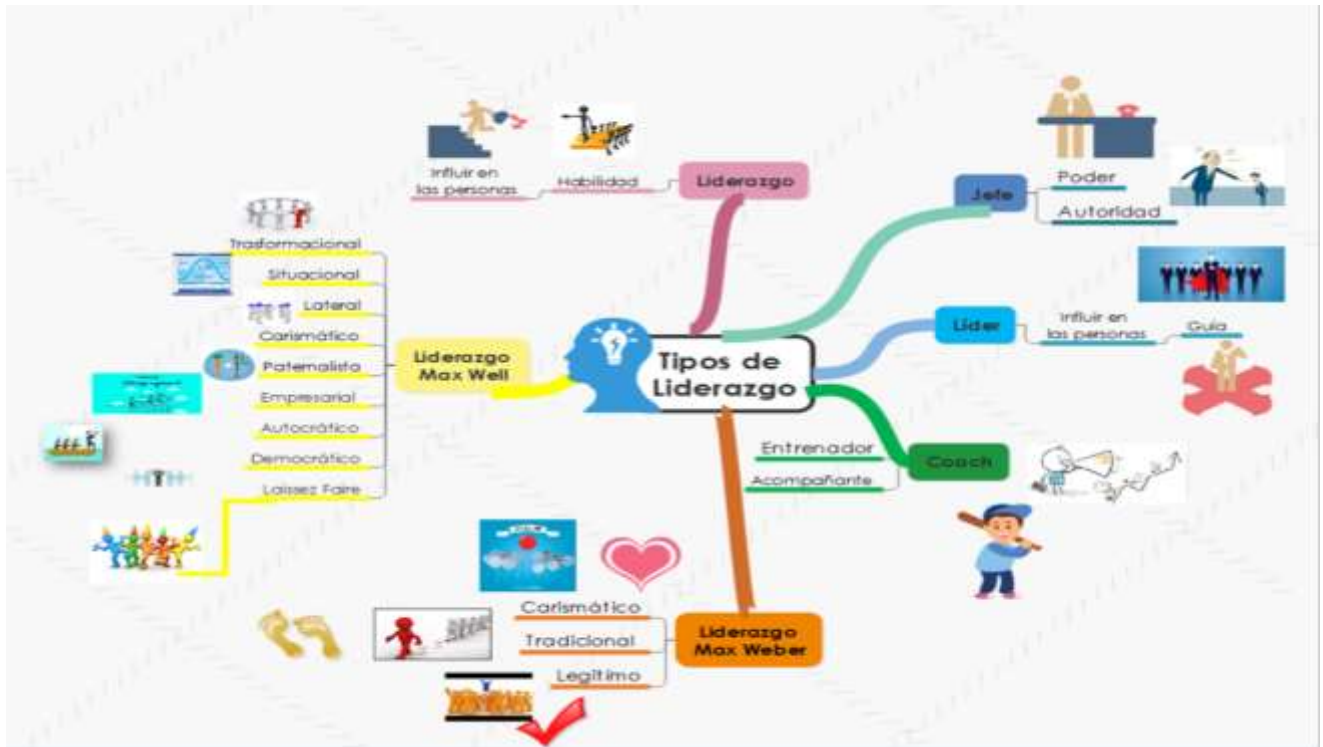 Tipos de
Liderazgo
Liderazgo
Habilidad
Influir en
las personas
Jefe
Poder
Autoridad
Líder
Influir en
las personas
Guía
Coach
Entrenador
Acompañante
Liderazgo
Max Weber
Carismático
Tradicional
Legítimo
Liderazgo
Max Well
Trasformacional
Situacional
Lateral
Carismático
Paternalista
Empresarial
Autocrático
Democrático
Laissez Faire